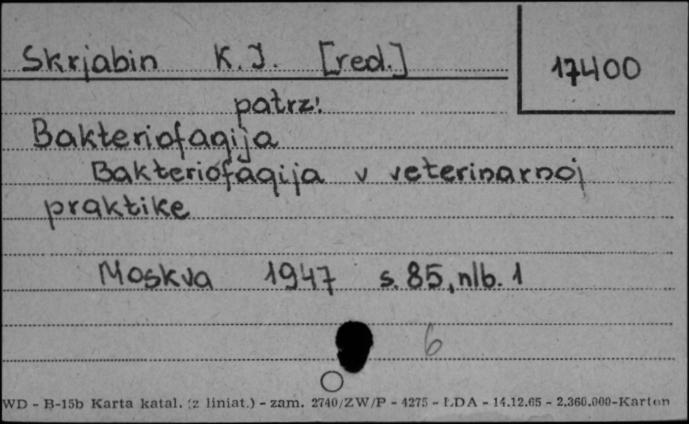 Skrjabin K.I. [red.]
17400
patrz:
Bakteriofagija
Bakteriofagija v veterinarnoj
praktike
Moskva 1947 s. 85, nlb. 1
6
WD - B-15b Karta katal. (z liniat.) - zam. 2740/ZW/P - 4275 - ŁDA - 14.12.65 - 2.360.000-Karton